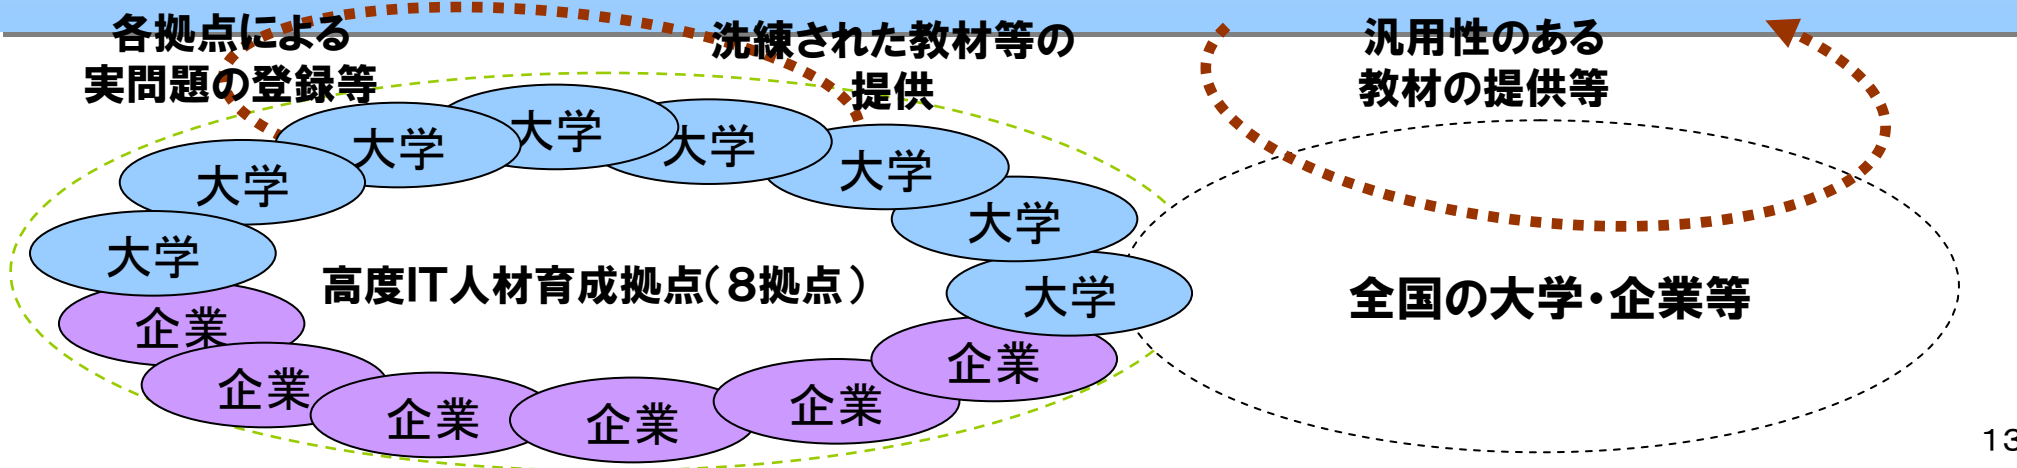 各拠点による
実問題の登録等
洗練された教材等の
提供
汎用性のある
教材の提供等
大学
大学
大学
大学
大学
大学
大学
大学
高度IT人材育成拠点（８拠点）
全国の大学・企業等
企業
企業
企業
企業
企業
企業
13